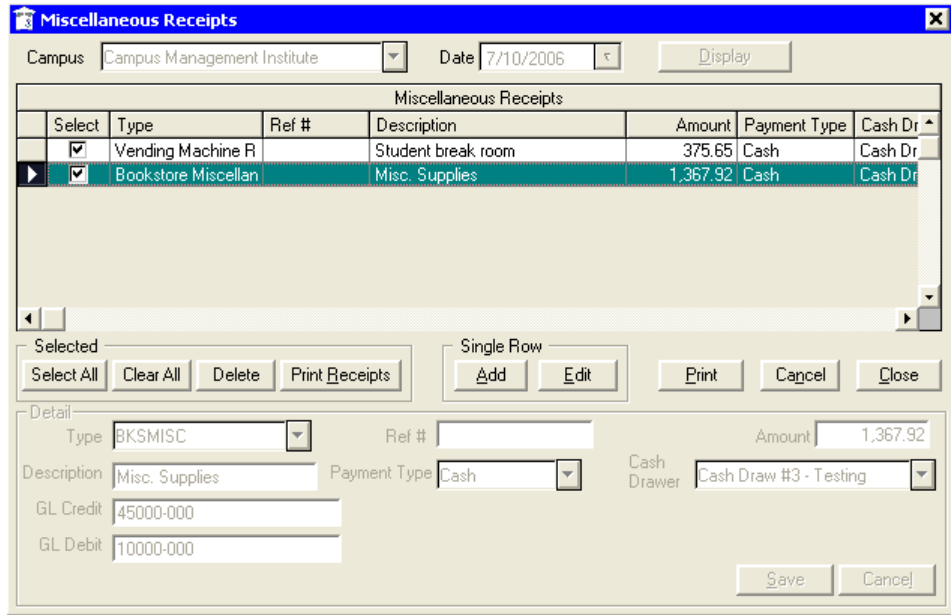 Miscellaneous Receipts
Campus Campus Management Institute Date 7/10/2006 Display
Miscellaneous Receipts
Select Type Ref # Description Amount Payment Type Cash Dr
Vending Machine R Student break room 375.65 Cash Cash Dr
Bookstore Miscellan Misc. Supplies 1,367.92 Cash Cash Dr
Selected Single Row
Select All Clear All Delete Print Receipts Add Edit Print Cancel Close
Detail
Type BKSMISC Ref # Amount 1,367.92
Description Misc. Supplies Payment Type Cash Cash Drawer Cash Draw #3 - Testing
GL Credit 45000-000
GL Debit 10000-000
Save Cancel